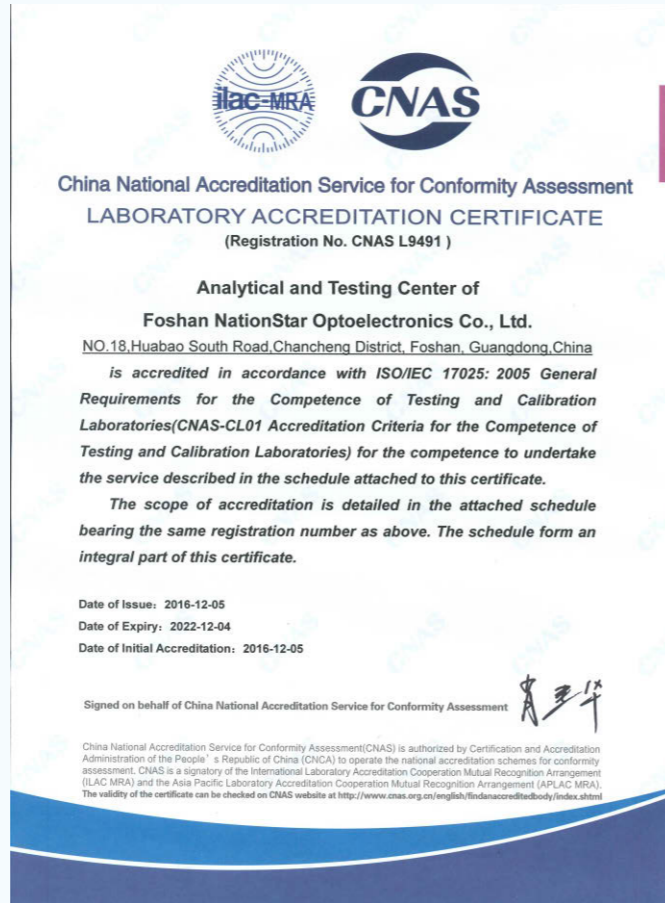 ilac-MRA
CNAS
China National Accreditation Service for Conformity Assessment
LABORATORY ACCREDITATION CERTIFICATE
(Registration No. CNAS L9491 )
Analytical and Testing Center of
Foshan NationStar Optoelectronics Co., Ltd.
NO.18,Huabao South Road,Chancheng District, Foshan, Guangdong,China
is accredited in accordance with ISO/IEC 17025: 2005 General
Requirements for the Competence of Testing and Calibration
Laboratories(CNAS-CL01 Accreditation Criteria for the Competence of
Testing and Calibration Laboratories) for the competence to undertake
the service described in the schedule attached to this certificate.
The scope of accreditation is detailed in the attached schedule
bearing the same registration number as above. The schedule form an
integral part of this certificate.
Date of Issue: 2016-12-05
Date of Expiry: 2022-12-04
Date of Initial Accreditation: 2016-12-05
Signed on behalf of China National Accreditation Service for Conformity Assessment
China National Accreditation Service for Conformity Assessment(CNAS) is authorized by Certification and Accreditation
Administration of the People' s Republic of China (CNCA) to operate the national accreditation schemes for conformity
assessment. CNAS is a signatory of the International Laboratory Accreditation Cooperation Mutual Recognition Arrangement
(ILAC MRA) and the Asia Pacific Laboratory Accreditation Cooperation Mutual Recognition Arrangement (APLAC MRA).
The validity of the certificate can be checked on CNAS website at http://www.cnas.org.cn/english/findanaccreditedbody/index.shtml